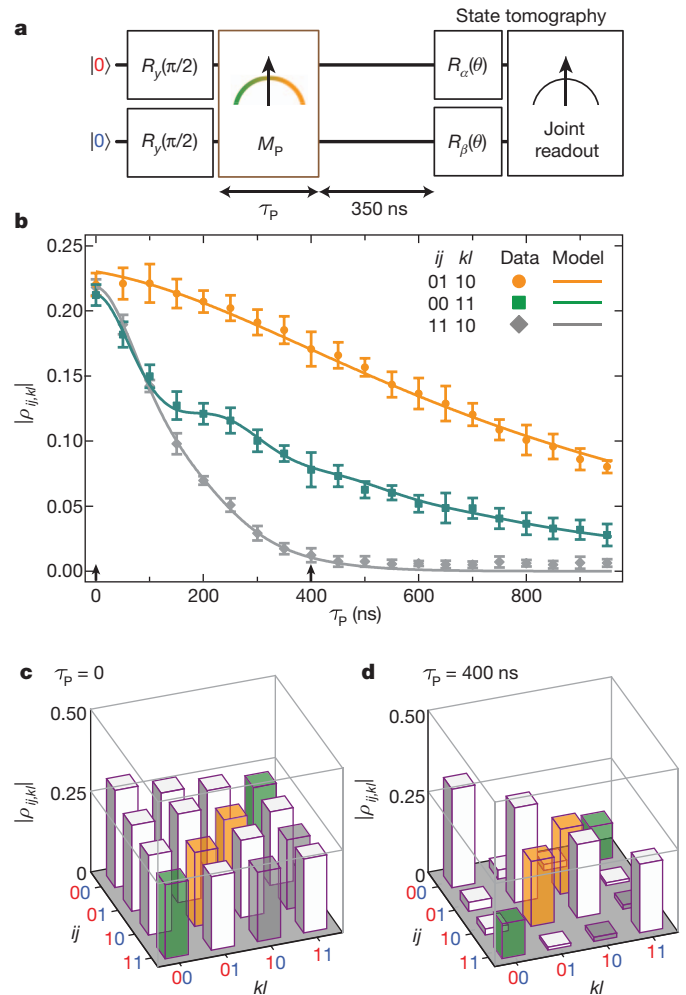 a
State tomography
|0⟩ R_y(π/2) R_α(θ)
M_P Joint readout
|0⟩ R_y(π/2) R_β(θ)
τ_P 350 ns
b
ij kl Data Model
01 10
00 11
11 10
|ρ_ij,kl|
0.25
0.20
0.15
0.10
0.05
0.00
0 200 400 600 800
τ_P (ns)
c τ_P = 0
|ρ_ij,kl|
0.50
0.25
0
00
01
10
11
ij
00 01 10 11
kl
d τ_P = 400 ns
|ρ_ij,kl|
0.50
0.25
0
00
01
10
11
ij
00 01 10 11
kl